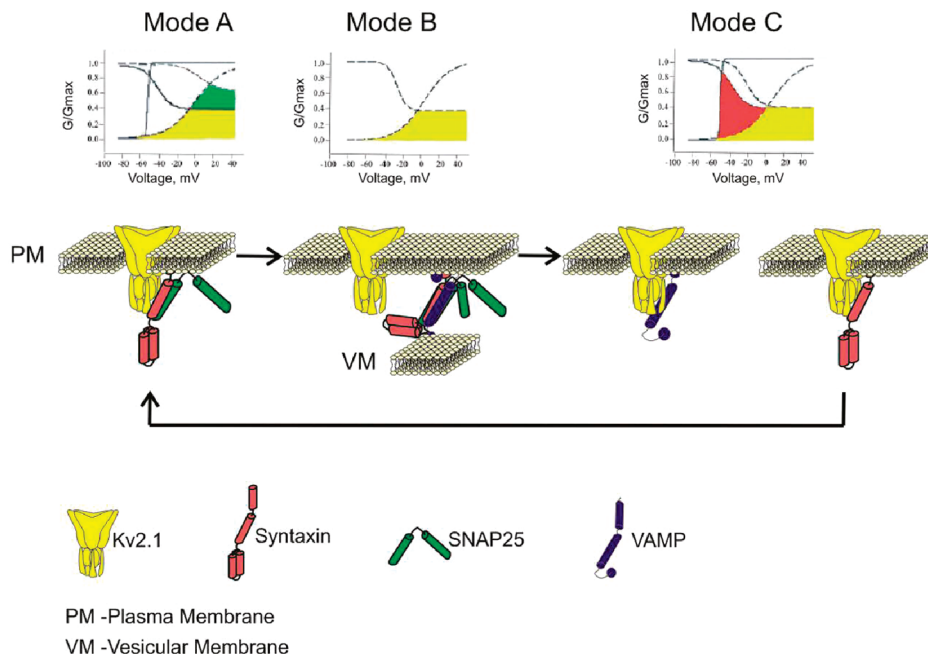 Mode A Mode B Mode C
G/Gmax 1.0 0.8 0.6 0.4 0.2 0.0
-100 -80 -60 -40 -20 0 20 40
Voltage, mV
G/Gmax 1.0 0.8 0.6 0.4 0.2 0.0
-100 -80 -60 -40 -20 0 20 40
Voltage, mV
G/Gmax 1.0 0.8 0.6 0.4 0.2 0.0
-100 -80 -60 -40 -20 0 20 40
Voltage, mV
PM
VM
Kv2.1 Syntaxin SNAP25 VAMP
PM -Plasma Membrane
VM -Vesicular Membrane